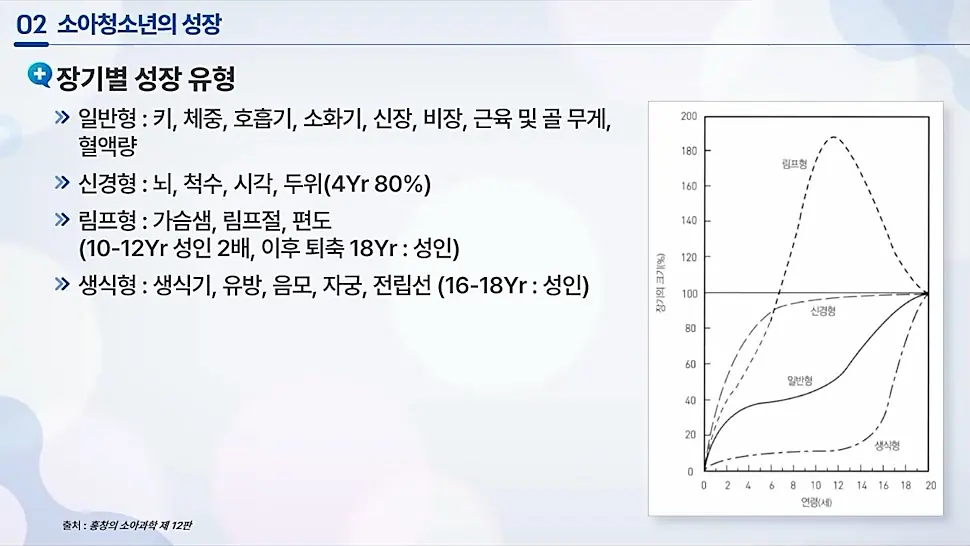 02 소아청소년의 성장
장기별 성장 유형
일반형 : 키, 체중, 호흡기, 소화기, 신장, 비장, 근육 및 골 무게,
혈액량
신경형 : 뇌, 척수, 시각, 두위(4Yr 80%)
림프형 : 가슴샘, 림프절, 편도
(10-12Yr 성인 2배, 이후 퇴축 18Yr : 성인)
생식형 : 생식기, 유방, 음모, 자궁, 전립선 (16-18Yr : 성인)
장기의 크기(%)
200
180
160
140
120
100
80
60
40
20
0
림프형
신경형
일반형
생식형
0 2 4 6 8 10 12 14 16 18 20
연령(세)
출처 : 홍창의 소아과학 제 12판